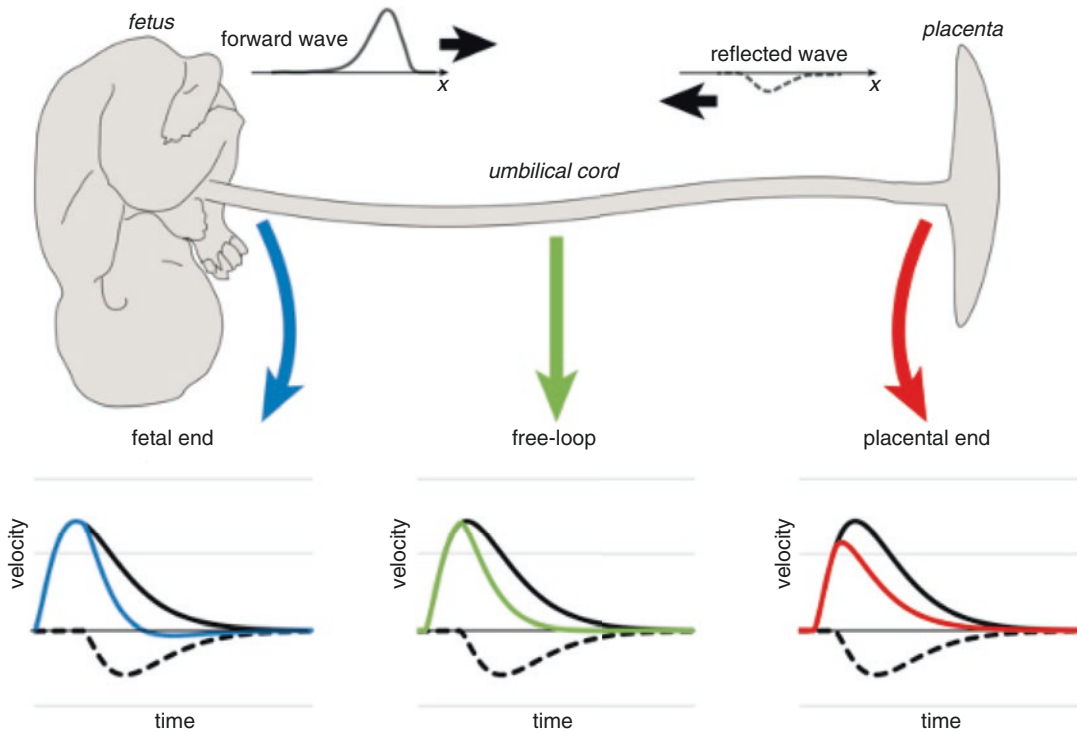 fetus
forward wave
x
reflected wave
x
placenta
umbilical cord
fetal end
free-loop
placental end
velocity
velocity
velocity
time
time
time